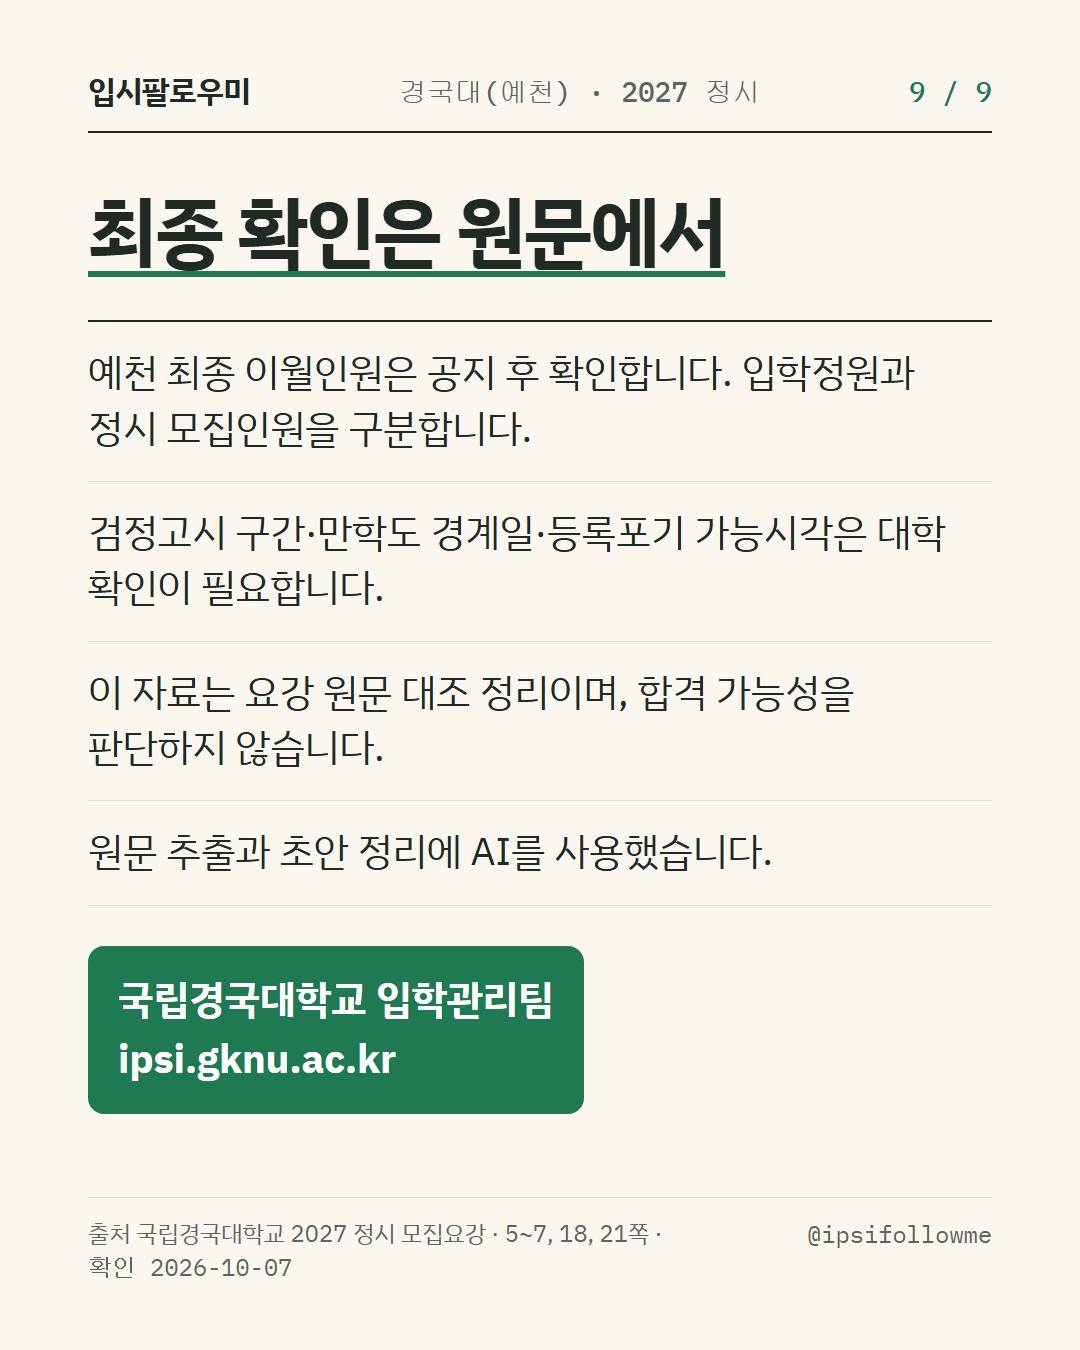 입시팔로우미
경국대(예천) · 2027 정시
9 / 9
최종 확인은 원문에서
예천 최종 이월인원은 공지 후 확인합니다. 입학정원과
정시 모집인원을 구분합니다.
검정고시 구간·만학도 경계일·등록포기 가능시각은 대학
확인이 필요합니다.
이 자료는 요강 원문 대조 정리이며, 합격 가능성을
판단하지 않습니다.
원문 추출과 초안 정리에 AI를 사용했습니다.
국립경국대학교 입학관리팀
ipsi.gknu.ac.kr
출처 국립경국대학교 2027 정시 모집요강 · 5~7, 18, 21쪽 ·
확인 2026-10-07
@ipsifollowme